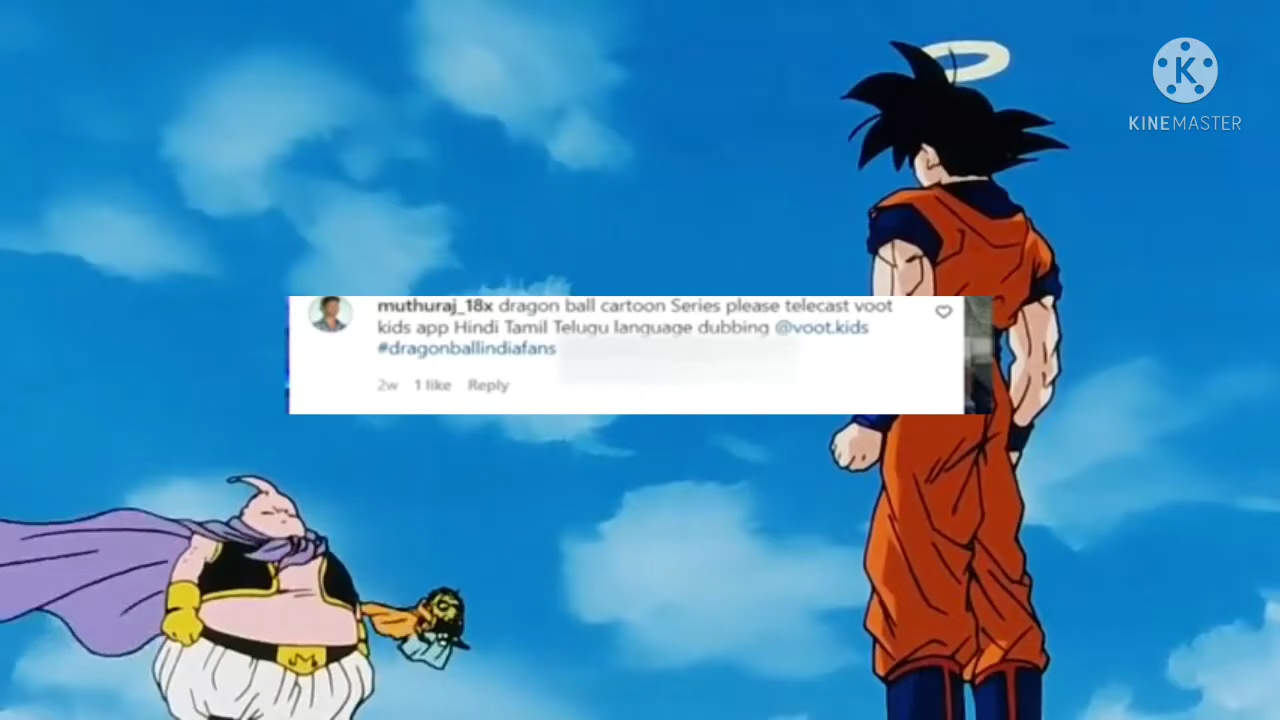 KINEMASTER
muthuraj_18x dragon ball cartoon Series please telecast voot
kids app Hindi Tamil Telugu language dubbing @voot.kids
#dragonballindiafans
2w 1 like Reply